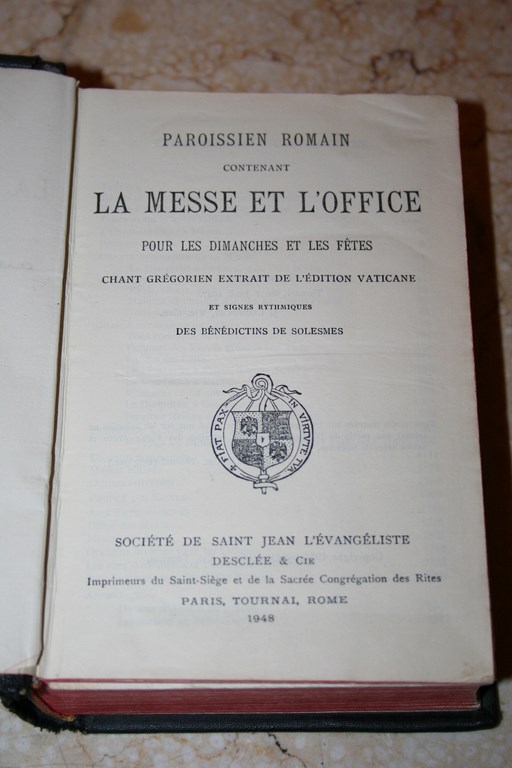 PAROISSIEN ROMAIN
CONTENANT
LA MESSE ET L'OFFICE
POUR LES DIMANCHES ET LES FÊTES
CHANT GRÉGORIEN EXTRAIT DE L'ÉDITION VATICANE
ET SIGNES RYTHMIQUES
DES BÉNÉDICTINS DE SOLESMES
✠ FIAT PAX IN VIRTUTE TUA
SOCIÉTÉ DE SAINT JEAN L'ÉVANGÉLISTE
DESCLÉE & CIE
Imprimeurs du Saint-Siège et de la Sacrée Congrégation des Rites
PARIS, TOURNAI, ROME
1948